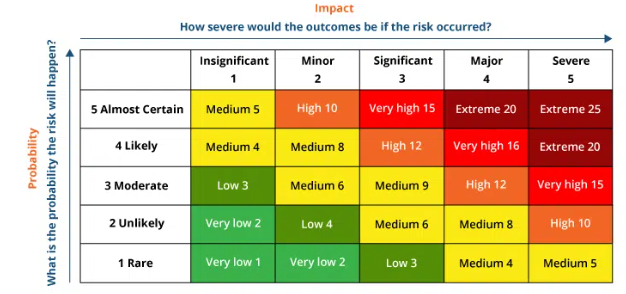 Impact
How severe would the outcomes be if the risk occurred?
Probability
What is the probability the risk will happen?
Insignificant Minor Significant Major Severe
1 2 3 4 5
5 Almost Certain Medium 5 High 10 Very high 15 Extreme 20 Extreme 25
4 Likely Medium 4 Medium 8 High 12 Very high 16 Extreme 20
3 Moderate Low 3 Medium 6 Medium 9 High 12 Very high 15
2 Unlikely Very low 2 Low 4 Medium 6 Medium 8 High 10
1 Rare Very low 1 Very low 2 Low 3 Medium 4 Medium 5